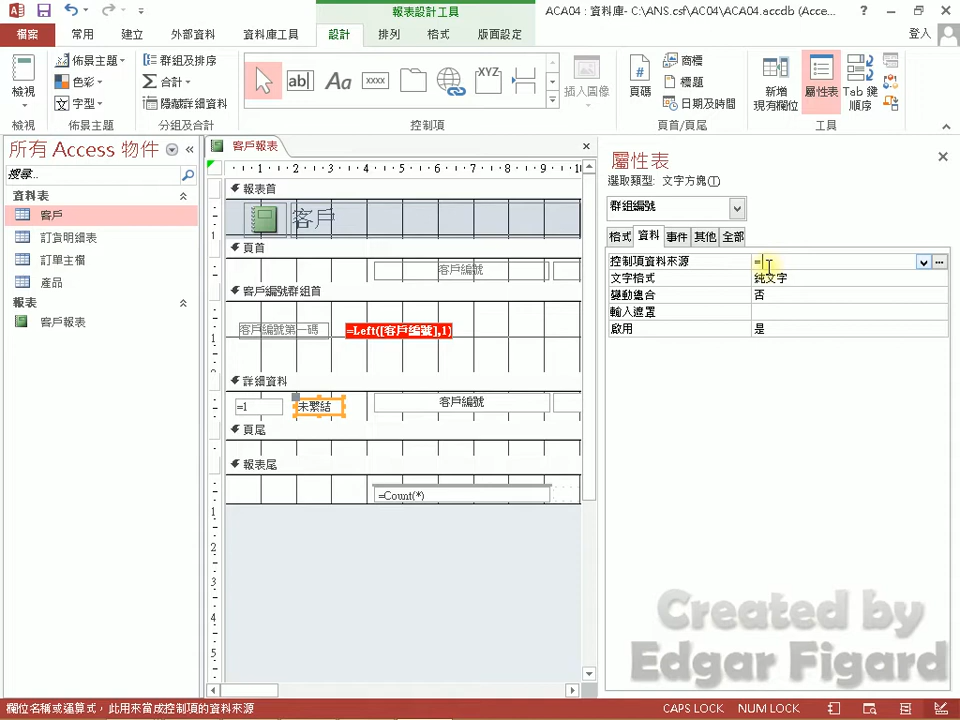 報表設計工具
ACA04 : 資料庫- C:\ANS.csf\AC04\ACA04.accdb (Acce...
檔案
常用
建立
外部資料
資料庫工具
設計
排列
格式
版面設定
登入
檢視
佈景主題
色彩
字型
群組及排序
合計
隱藏詳細資料
ab|
Aa
xxxx
XYZ
插入圖像
頁碼
商標
標題
日期及時間
新增
現有欄位
屬性表
Tab 鍵
順序
檢視
佈景主題
分組及合計
控制項
頁首/頁尾
工具
所有 Access 物件
搜尋...
資料表
客戶
訂貨明細表
訂單主檔
產品
報表
客戶報表
客戶報表
報表首
客戶
頁首
客戶編號
客戶編號群組首
客戶編號第一碼
=Left([客戶編號],1)
詳細資料
=1
未繫結
客戶編號
頁尾
報表尾
=Count(*)
屬性表
選取類型: 文字方塊(T)
群組編號
格式
資料
事件
其他
全部
控制項資料來源
=
文字格式
純文字
變動總合
否
輸入遮罩
啟用
是
Created by
Edgar Figard
欄位名稱或運算式，此用來當成控制項的資料來源
CAPS LOCK
NUM LOCK